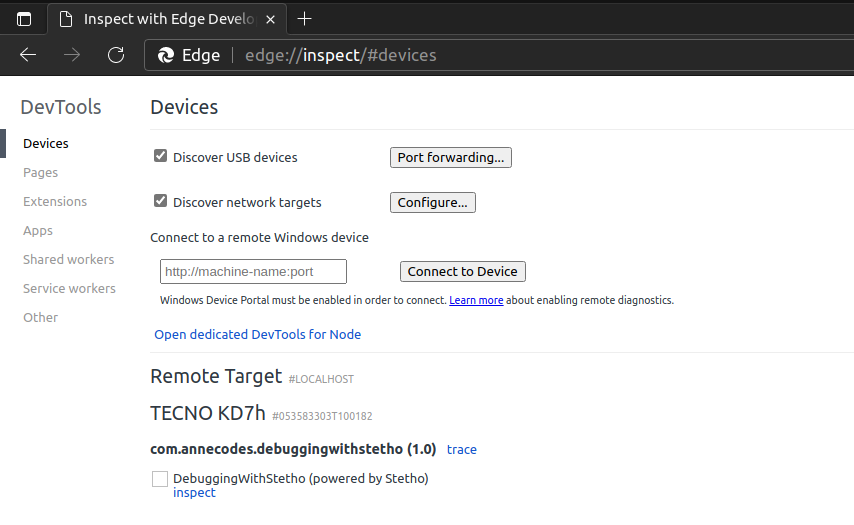 Inspect with Edge Develo
Edge edge://inspect/#devices
DevTools
Devices
Pages
Extensions
Apps
Shared workers
Service workers
Other
Devices
Discover USB devices Port forwarding...
Discover network targets Configure...
Connect to a remote Windows device
http://machine-name:port Connect to Device
Windows Device Portal must be enabled in order to connect. Learn more about enabling remote diagnostics.
Open dedicated DevTools for Node
Remote Target #LOCALHOST
TECNO KD7h #053583303T100182
com.annecodes.debuggingwithstetho (1.0) trace
DebuggingWithStetho (powered by Stetho)
inspect